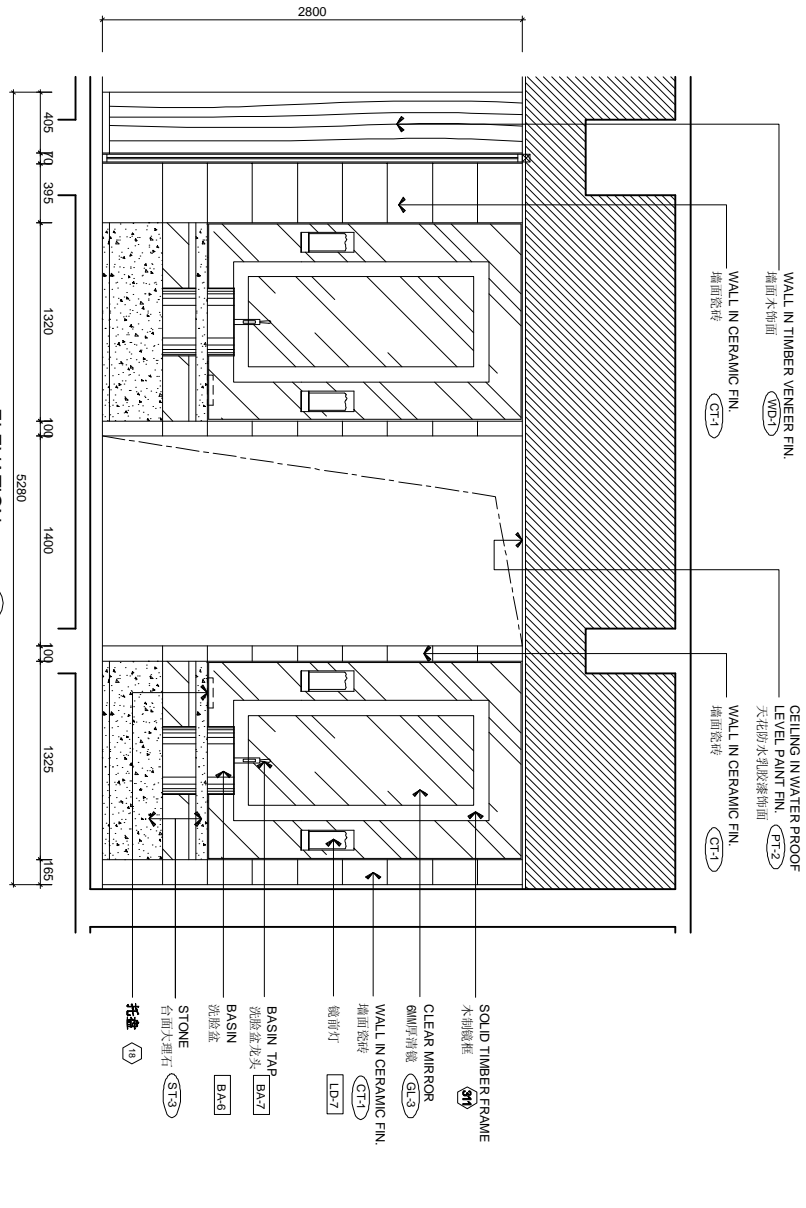 WALL IN TIMBER VENEER FIN.
墙面木饰面 WD-1
WALL IN CERAMIC FIN.
墙面瓷砖 CT-1
CEILING IN WATER PROOF
LEVEL PAINT FIN. PT-2
天花防水乳胶漆饰面
WALL IN CERAMIC FIN.
墙面瓷砖 CT-1
SOLID TIMBER FRAME
木制镜框 311
CLEAR MIRROR
6MM厚清镜 GL-3
WALL IN CERAMIC FIN.
墙面瓷砖 CT-1
镜前灯 LD-7
BASIN TAP
洗脸盆龙头 BA-7
BASIN
洗脸盆 BA-6
STONE
台面大理石 ST-3
托盘 18
2800
405 70 395 1320 100 1400 100 1325 165
5280